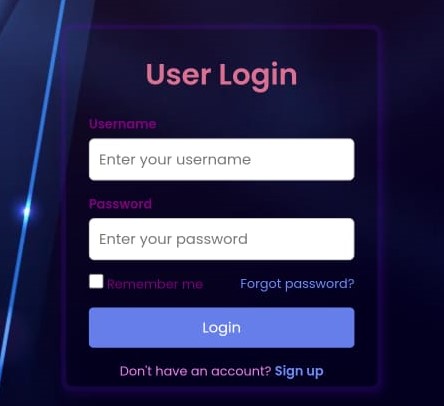 User Login
Username
Enter your username
Password
Enter your password
Remember me Forgot password?
Login
Don't have an account? Sign up